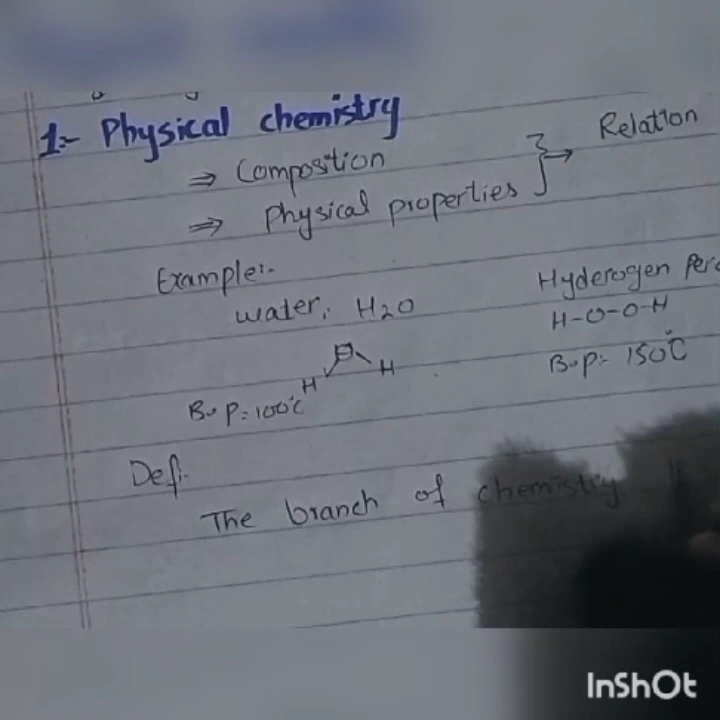 1:- Physical chemistry
⇒ Composition
⇒ Physical properties } → Relation
Example:-
water, H2O
Hyderogen
H-O-O-H
B.P:- 150°C
O
H H
B.P=100°C
Def:-
The branch of chemistry
InShOt